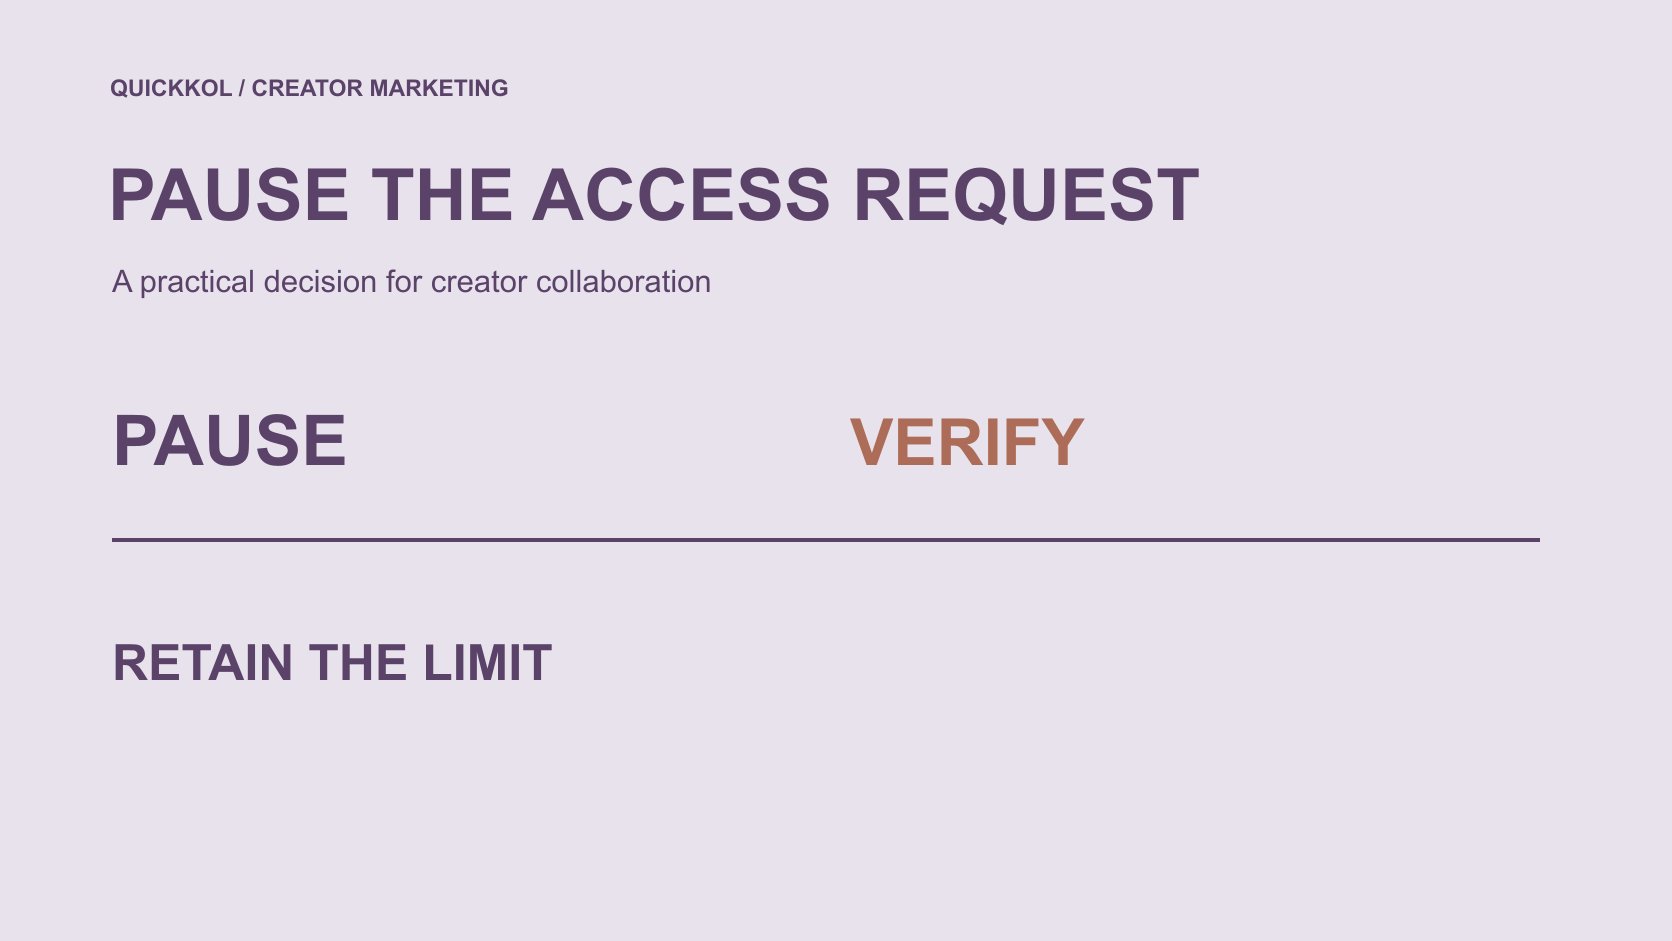 QUICKKOL / CREATOR MARKETING
PAUSE THE ACCESS REQUEST
A practical decision for creator collaboration
PAUSE
VERIFY
RETAIN THE LIMIT